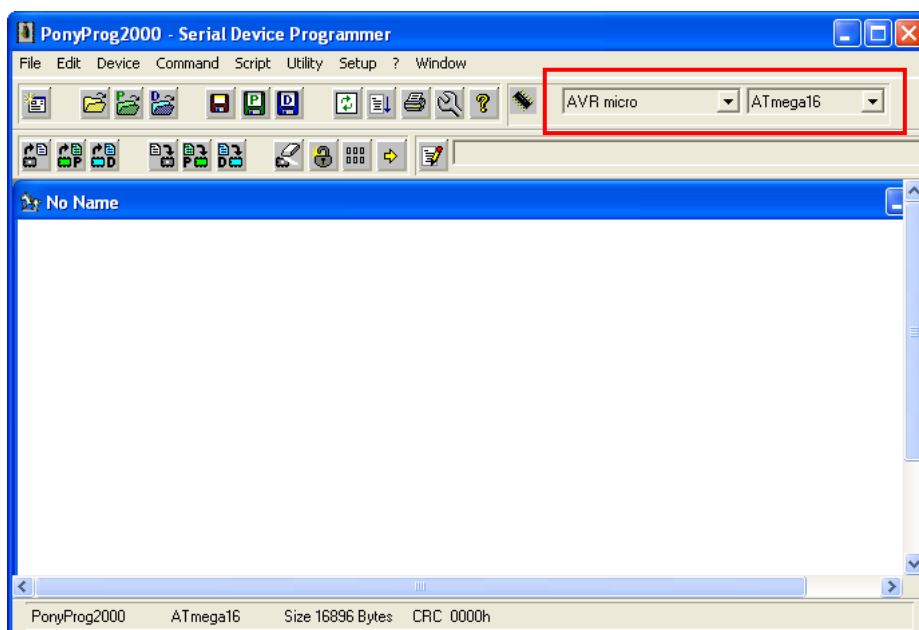 PonyProg2000 - Serial Device Programmer
File Edit Device Command Script Utility Setup ? Window
P D P D ? AVR micro ATmega16
P D P D
No Name
PonyProg2000 ATmega16 Size 16896 Bytes CRC 0000h